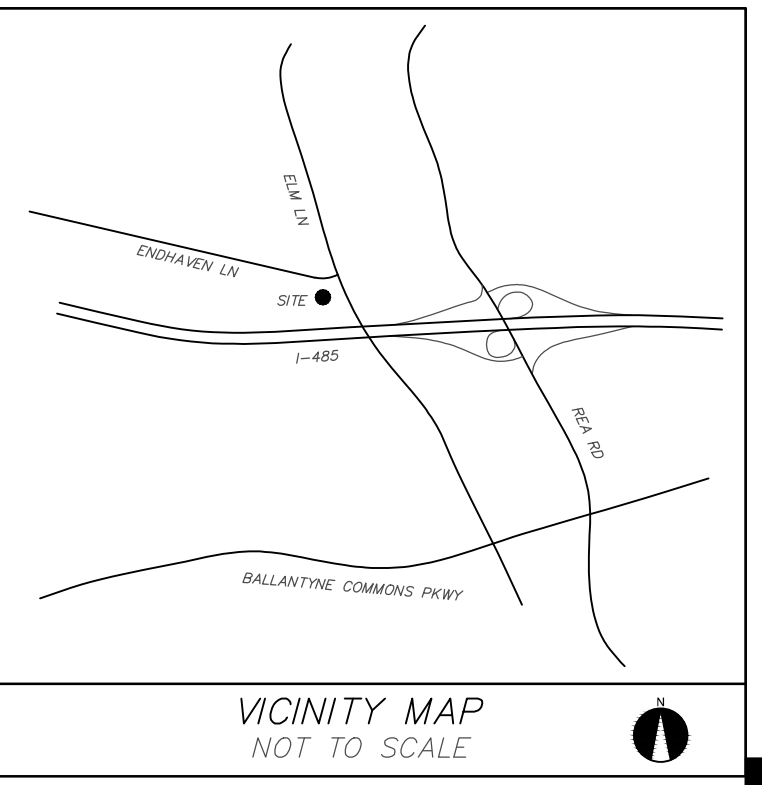 ELM LN
ENDHAVEN LN
SITE
I-485
REA RD
BALLANTYNE COMMONS PKWY
VICINITY MAP
NOT TO SCALE
N